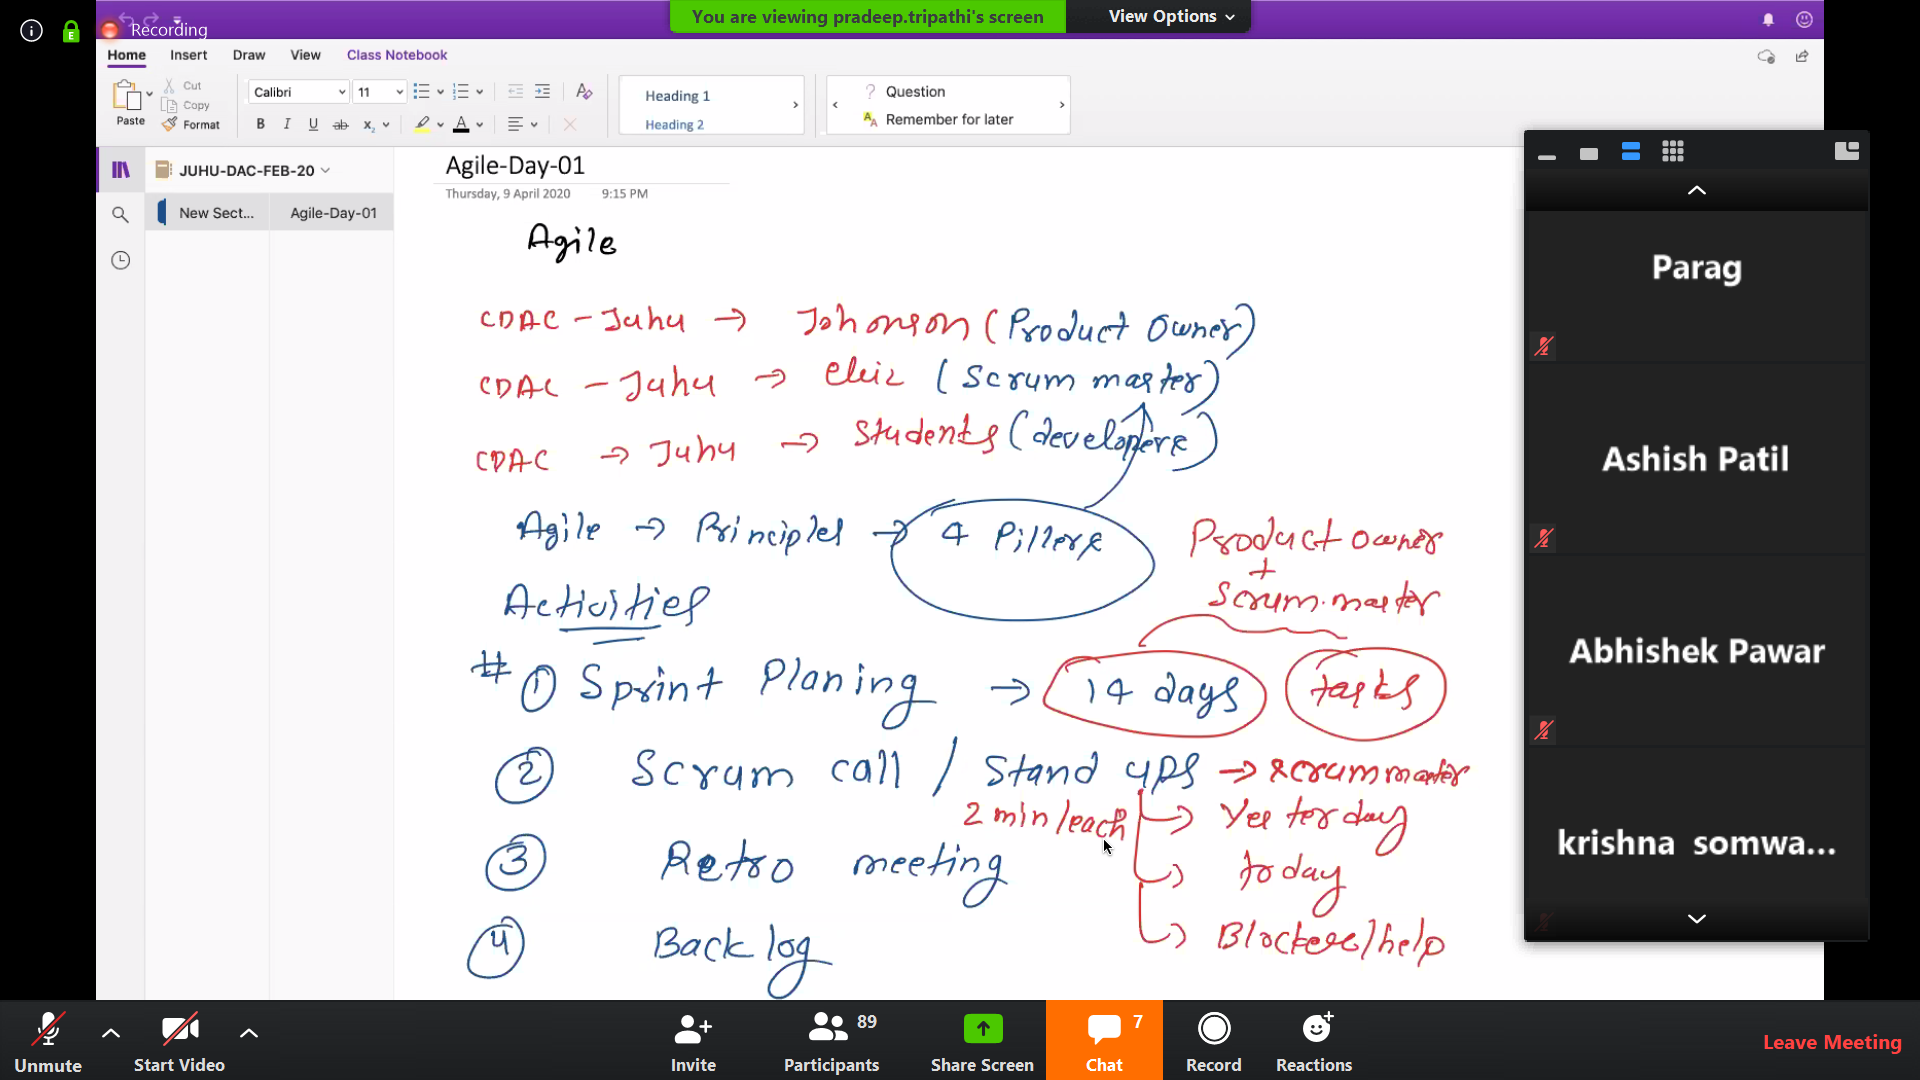 You are viewing pradeep.tripathi's screen
View Options
Recording
Home Insert Draw View Class Notebook
Paste
Cut
Copy
Format
Calibri 11
B I U ab x₂ A
Heading 1
Heading 2
Question
Remember for later
JUHU-DAC-FEB-20
New Sect...
Agile-Day-01
Agile-Day-01
Thursday, 9 April 2020 9:15 PM
Agile
CDAC - Juhu → Johonson (Product Owner)
CDAC - Juhu → (Scrum master)
CDAC → Juhu → Students (developers)
Agile → Principles → 4 Pillers
Product owner
+
Scrum.master
Activities
# ① Sprint Planing → 14 days tasks
② Scrum call / Stand ups → scrum master
2 min/each
Yesterday
③ Retro meeting
today
④ Backlog
Blockers/help
Parag
Ashish Patil
Abhishek Pawar
krishna somwa...
Unmute
Start Video
Invite
Participants 89
Share Screen
Chat 7
Record
Reactions
Leave Meeting